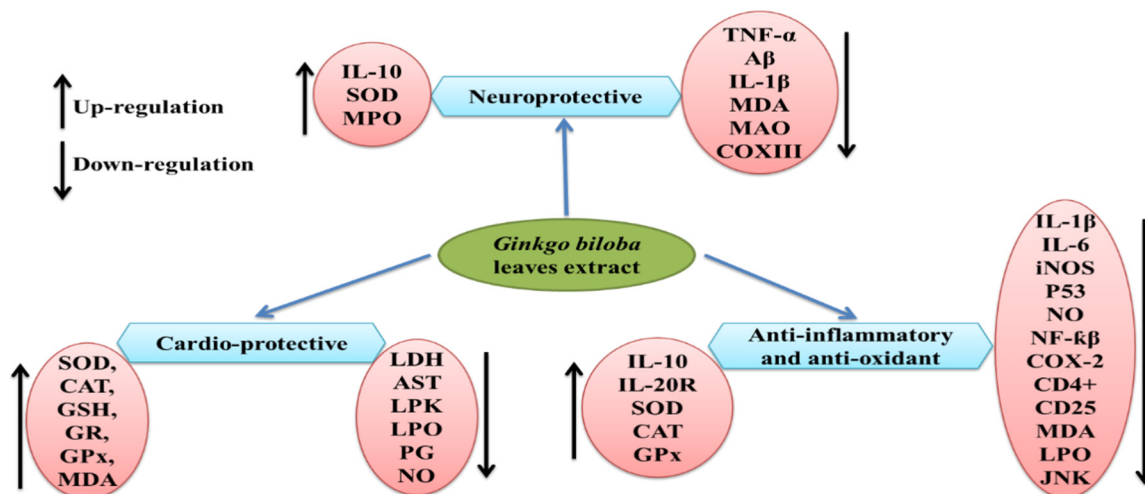 Up-regulation
Down-regulation
IL-10
SOD
MPO
Neuroprotective
TNF-α
Aβ
IL-1β
MDA
MAO
COXIII
Ginkgo biloba
leaves extract
Cardio-protective
SOD,
CAT,
GSH,
GR,
GPx,
MDA
LDH
AST
LPK
LPO
PG
NO
Anti-inflammatory
and anti-oxidant
IL-10
IL-20R
SOD
CAT
GPx
IL-1β
IL-6
iNOS
P53
NO
NF-ƙβ
COX-2
CD4+
CD25
MDA
LPO
JNK